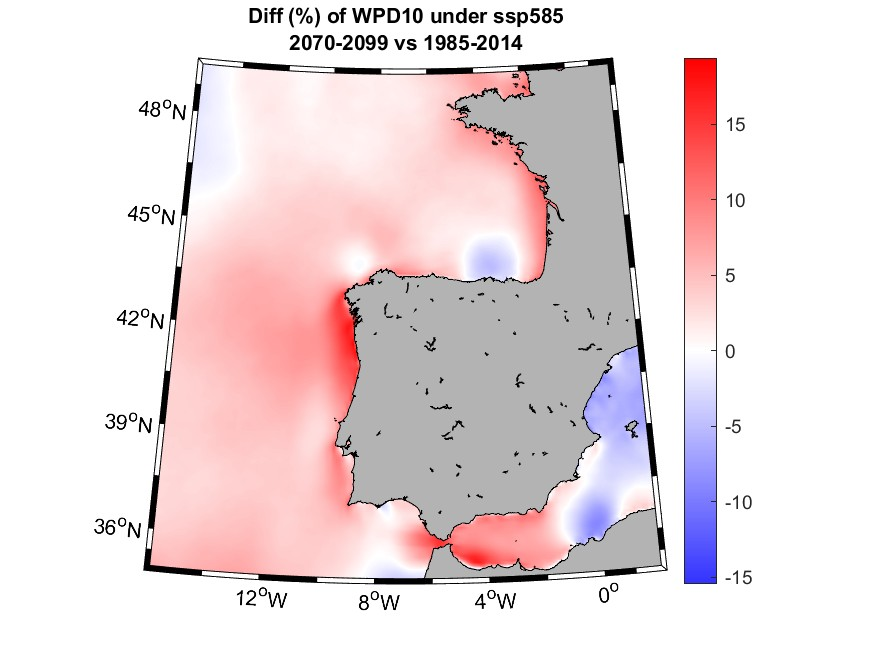 Diff (%) of WPD10 under ssp585
2070-2099 vs 1985-2014
48°N
45°N
42°N
39°N
36°N
12°W
8°W
4°W
0°
15
10
5
0
-5
-10
-15